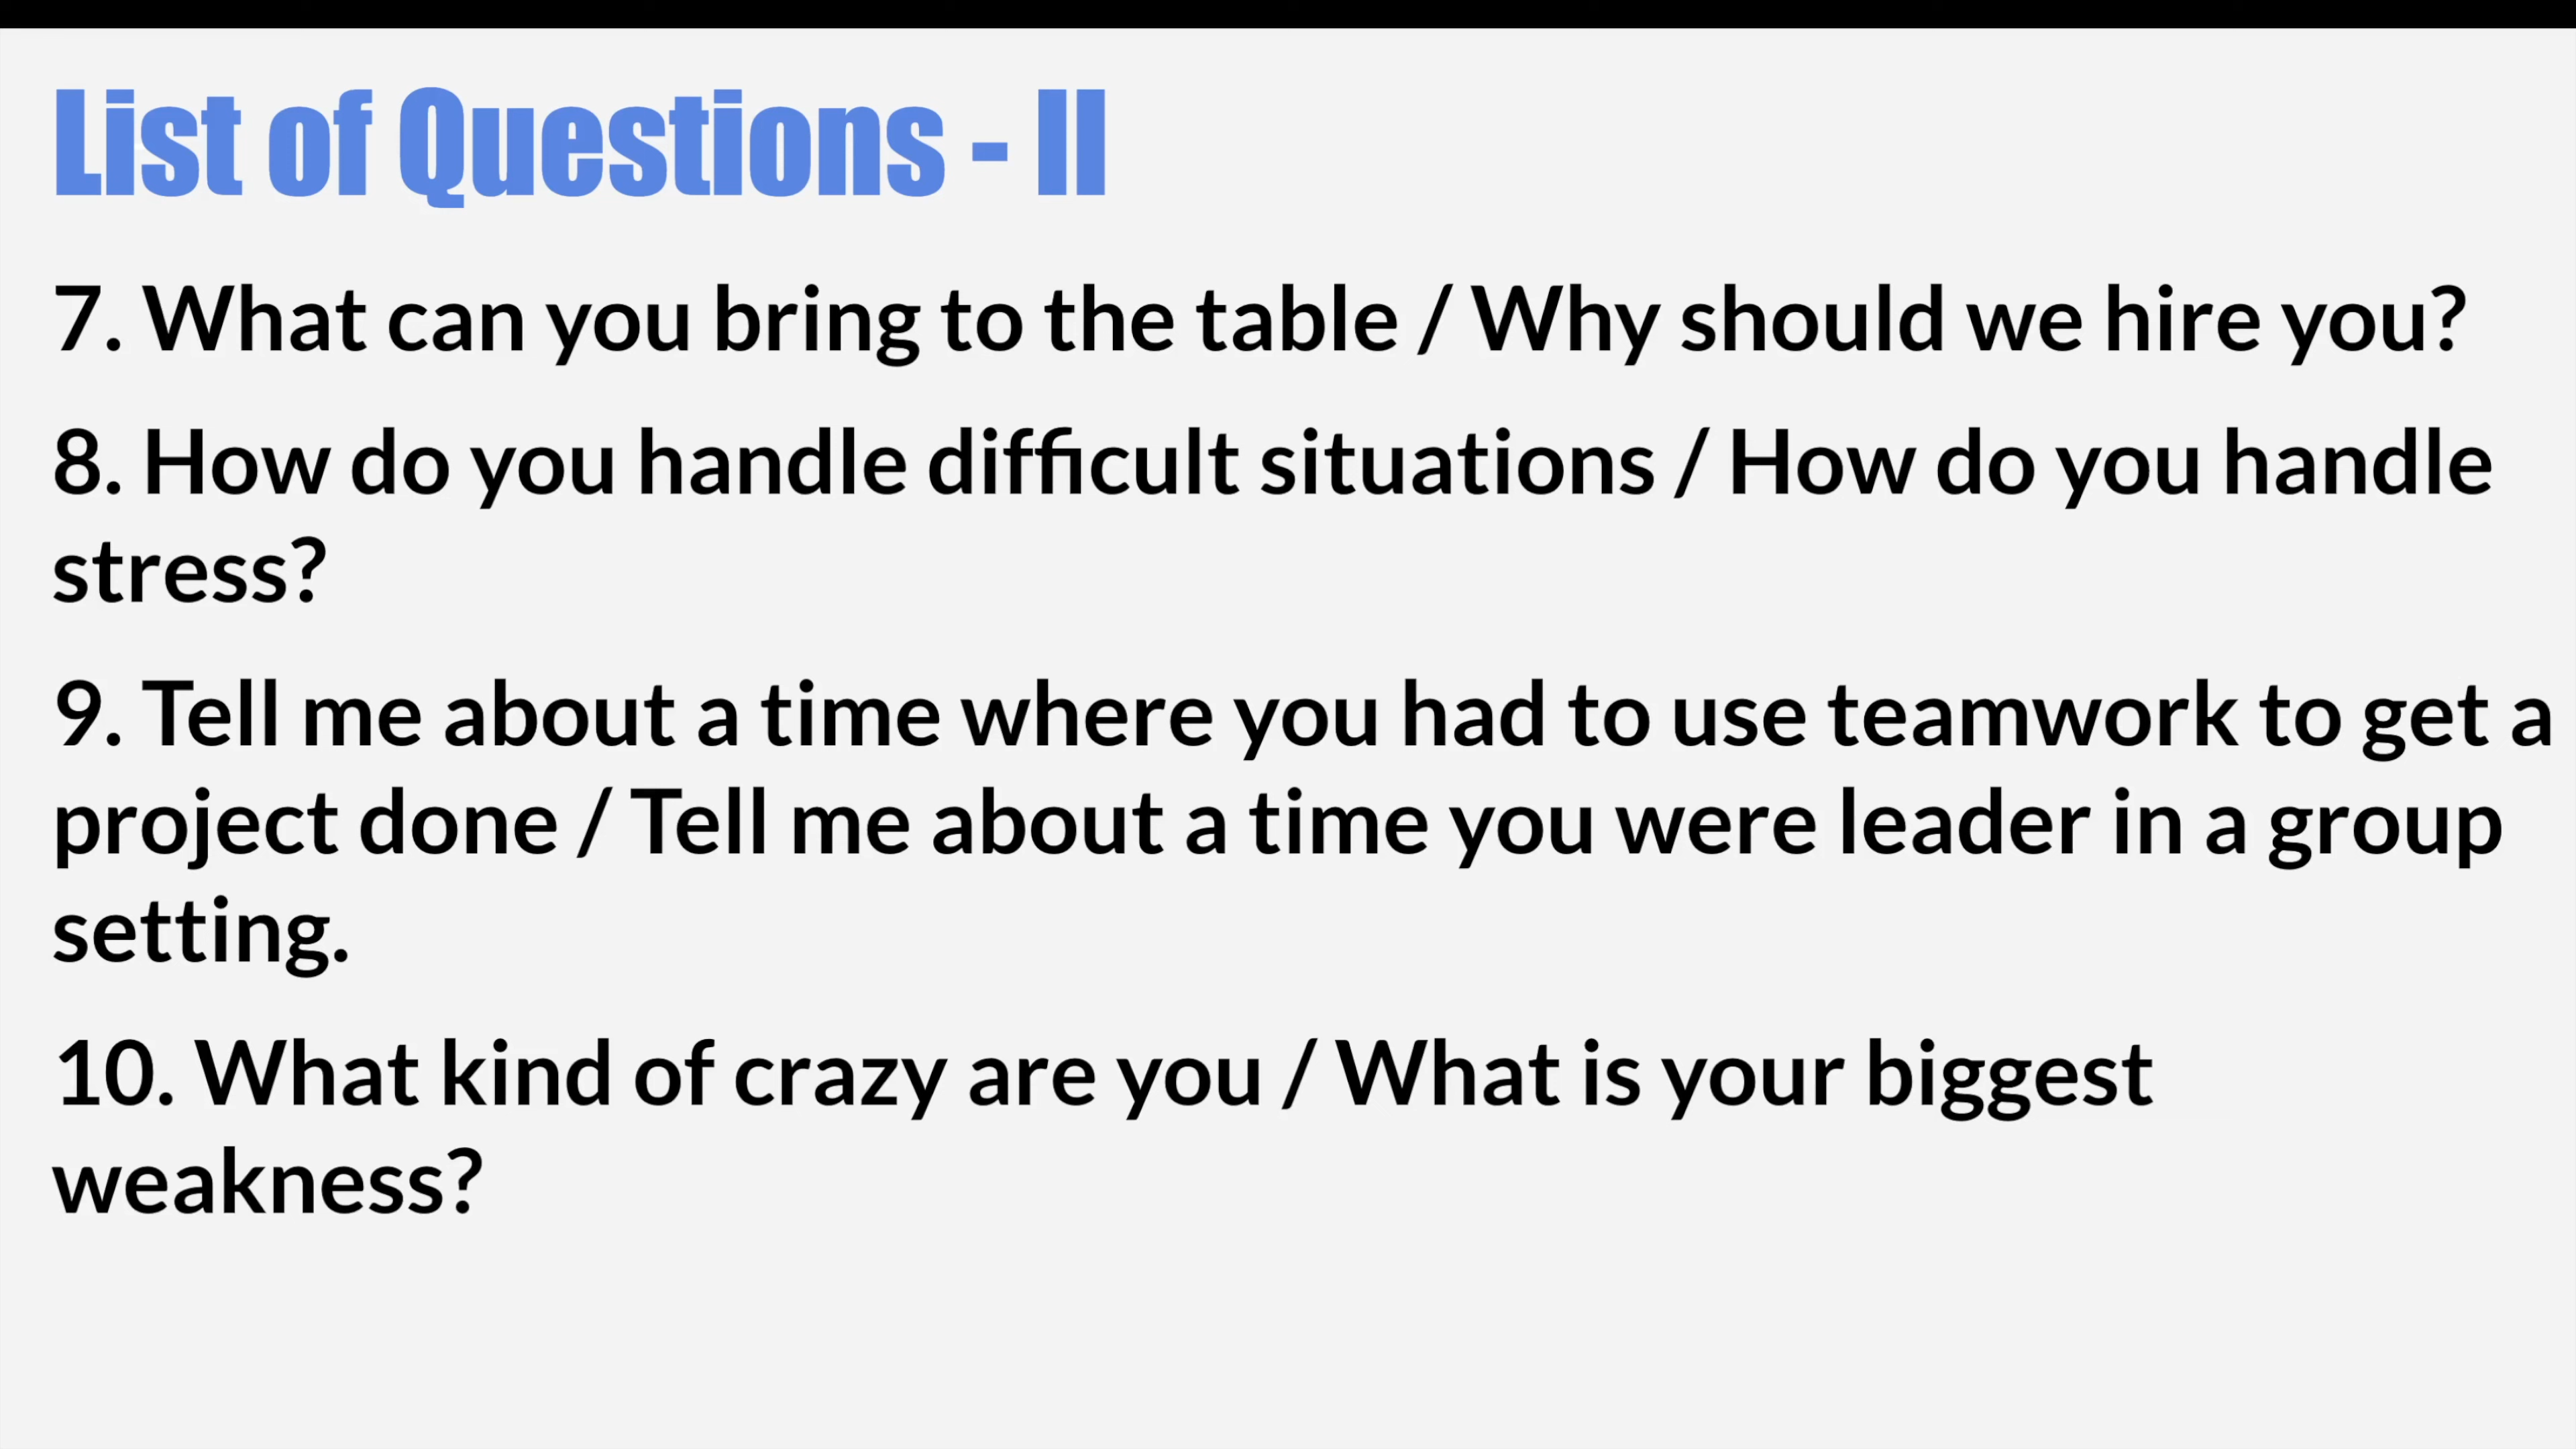 List of Questions - II
7. What can you bring to the table / Why should we hire you?
8. How do you handle difficult situations / How do you handle
stress?
9. Tell me about a time where you had to use teamwork to get a
project done / Tell me about a time you were leader in a group
setting.
10. What kind of crazy are you / What is your biggest
weakness?